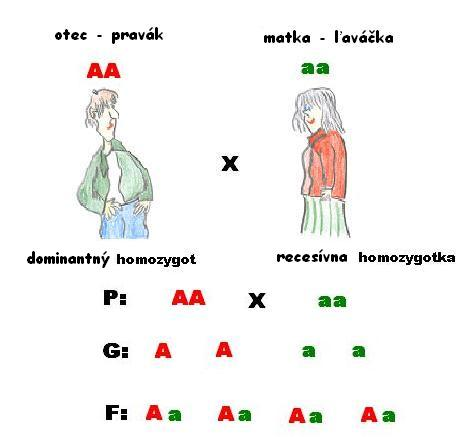 otec - pravák
matka - ľaváčka
AA
aa
X
dominantný homozygot
recesívna homozygotka
P: AA X aa
G: A A a a
F: Aa Aa Aa Aa